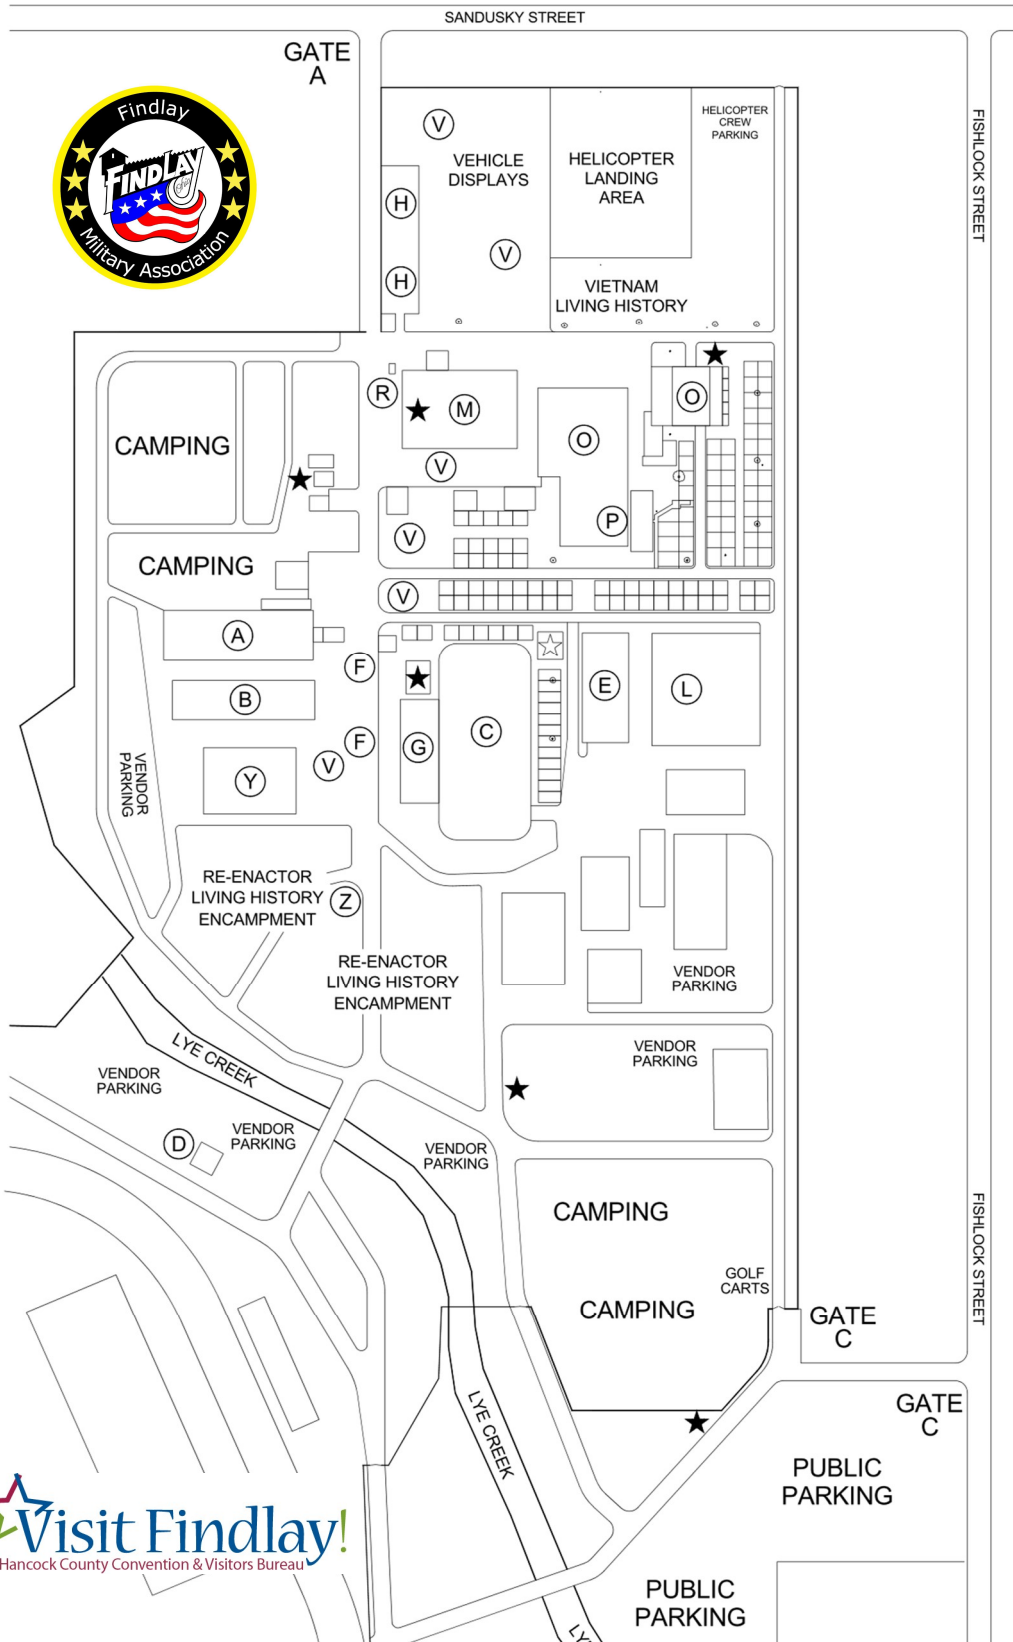 SANDUSKY STREET
GATE
A
Findlay
FINDLAY
Military Association
FISHLOCK STREET
HELICOPTER
CREW
PARKING
V
VEHICLE
DISPLAYS
HELICOPTER
LANDING
AREA
H
V
H
VIETNAM
LIVING HISTORY
R
M
O
O
CAMPING
V
P
V
CAMPING
V
A
F
E
L
B
C
F
G
V
Y
VENDOR
PARKING
RE-ENACTOR
LIVING HISTORY
ENCAMPMENT
Z
RE-ENACTOR
LIVING HISTORY
ENCAMPMENT
VENDOR
PARKING
LYE CREEK
VENDOR
PARKING
VENDOR
PARKING
VENDOR
PARKING
D
VENDOR
PARKING
CAMPING
FISHLOCK STREET
GOLF
CARTS
CAMPING
GATE
C
GATE
C
LYE CREEK
PUBLIC
PARKING
Visit Findlay!
Hancock County Convention & Visitors Bureau
PUBLIC
PARKING
LY